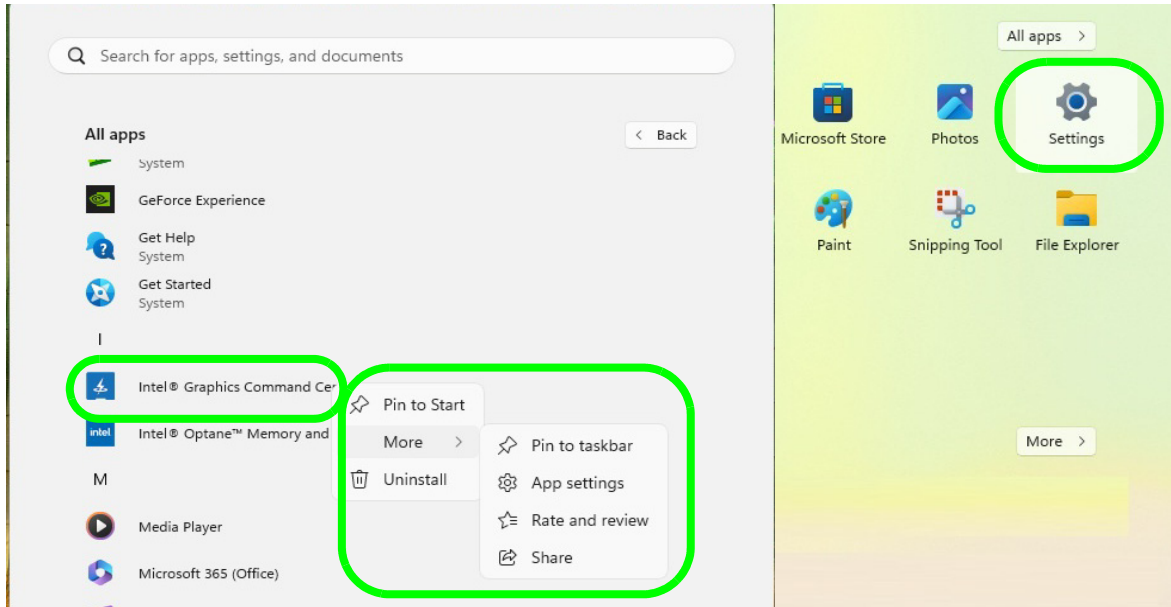 Search for apps, settings, and documents
All apps
< Back
System
GeForce Experience
Get Help
System
Get Started
System
I
Intel® Graphics Command Cer
intel
Intel® Optane™ Memory and
M
Media Player
Microsoft 365 (Office)
Pin to Start
More >
Uninstall
Pin to taskbar
App settings
Rate and review
Share
All apps >
Microsoft Store
Photos
Settings
Paint
Snipping Tool
File Explorer
More >